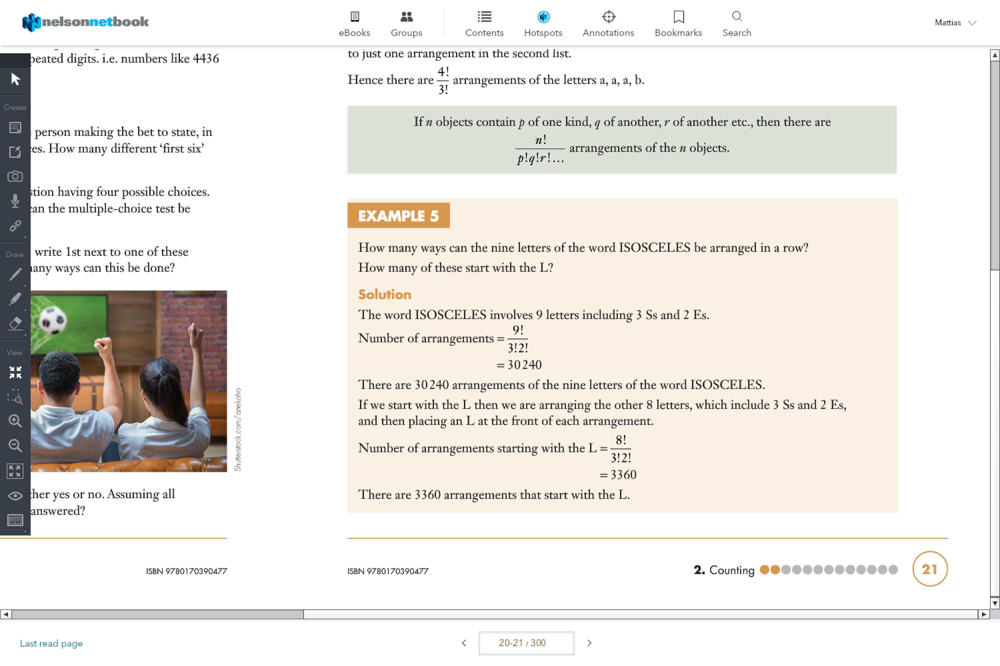 nelsonnetbook
eBooks
Groups
Contents
Hotspots
Annotations
Bookmarks
Search
Mattias
Create
Draw
View
peated digits. i.e. numbers like 4436
person making the bet to state, in
es. How many different ‘first six’
stion having four possible choices.
an the multiple-choice test be
write 1st next to one of these
any ways can this be done?
Shutterstock.com/anekoho
ther yes or no. Assuming all
answered?
ISBN 9780170390477
to just one arrangement in the second list.
Hence there are 4!/3! arrangements of the letters a, a, a, b.
If n objects contain p of one kind, q of another, r of another etc., then there are
n!/p!q!r!... arrangements of the n objects.
EXAMPLE 5
How many ways can the nine letters of the word ISOSCELES be arranged in a row?
How many of these start with the L?
Solution
The word ISOSCELES involves 9 letters including 3 Ss and 2 Es.
Number of arrangements = 9!/3!2!
= 30 240
There are 30 240 arrangements of the nine letters of the word ISOSCELES.
If we start with the L then we are arranging the other 8 letters, which include 3 Ss and 2 Es,
and then placing an L at the front of each arrangement.
Number of arrangements starting with the L = 8!/3!2!
= 3360
There are 3360 arrangements that start with the L.
ISBN 9780170390477
2. Counting
21
Last read page
20-21 / 300